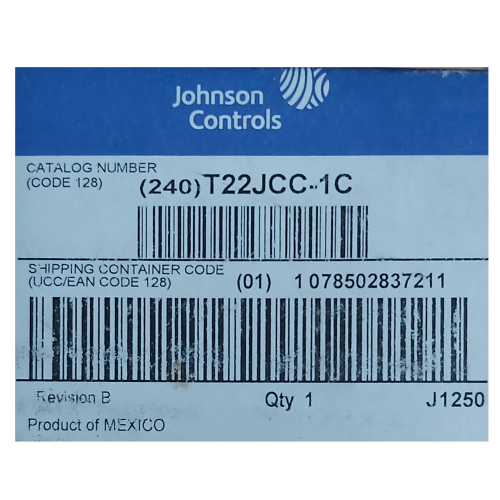 Johnson
Controls
CATALOG NUMBER
(CODE 128)
(240)T22JCC-1C
SHIPPING CONTAINER CODE
(UCC/EAN CODE 128)
(01) 1 078502837211
Revision B
Qty 1
J1250
Product of MEXICO